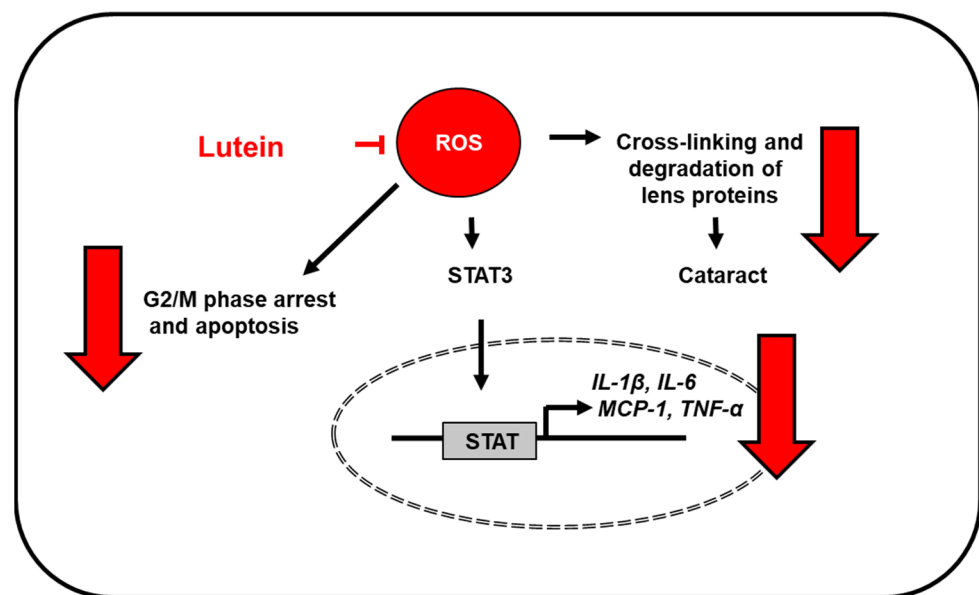 Lutein
ROS
Cross-linking and
degradation of
lens proteins
G2/M phase arrest
and apoptosis
STAT3
Cataract
IL-1β, IL-6
MCP-1, TNF-α
STAT